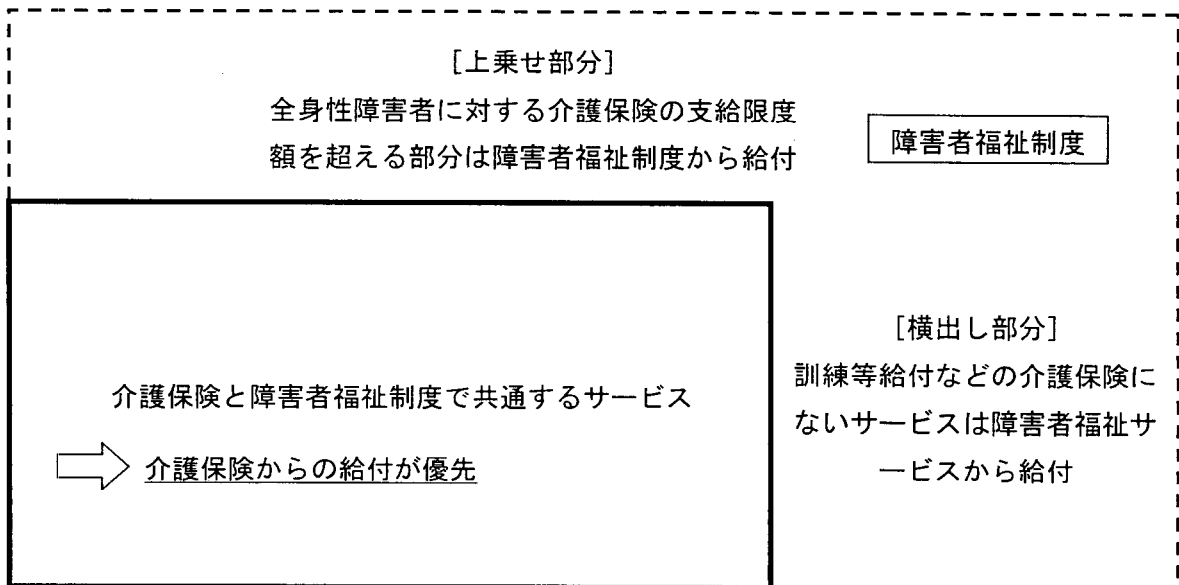 ［上乗せ部分］
全身性障害者に対する介護保険の支給限度
額を超える部分は障害者福祉制度から給付
障害者福祉制度
介護保険と障害者福祉制度で共通するサービス
介護保険からの給付が優先
［横出し部分］
訓練等給付などの介護保険に
ないサービスは障害者福祉サ
ービスから給付